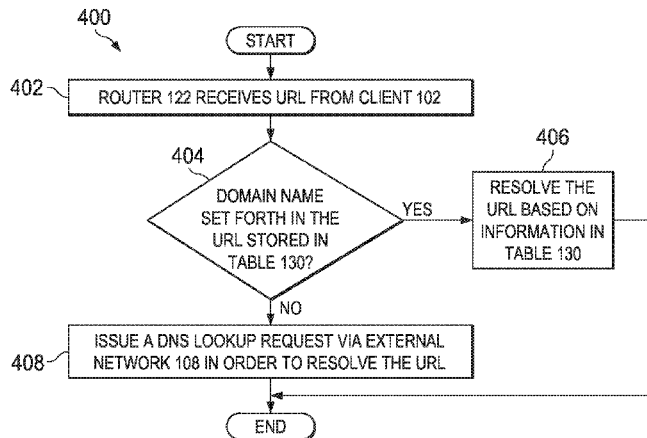 400
START
402
ROUTER 122 RECEIVES URL FROM CLIENT 102
404
DOMAIN NAME
SET FORTH IN THE
URL STORED IN
TABLE 130?
YES
406
RESOLVE THE
URL BASED ON
INFORMATION IN
TABLE 130
NO
408
ISSUE A DNS LOOKUP REQUEST VIA EXTERNAL
NETWORK 108 IN ORDER TO RESOLVE THE URL
END